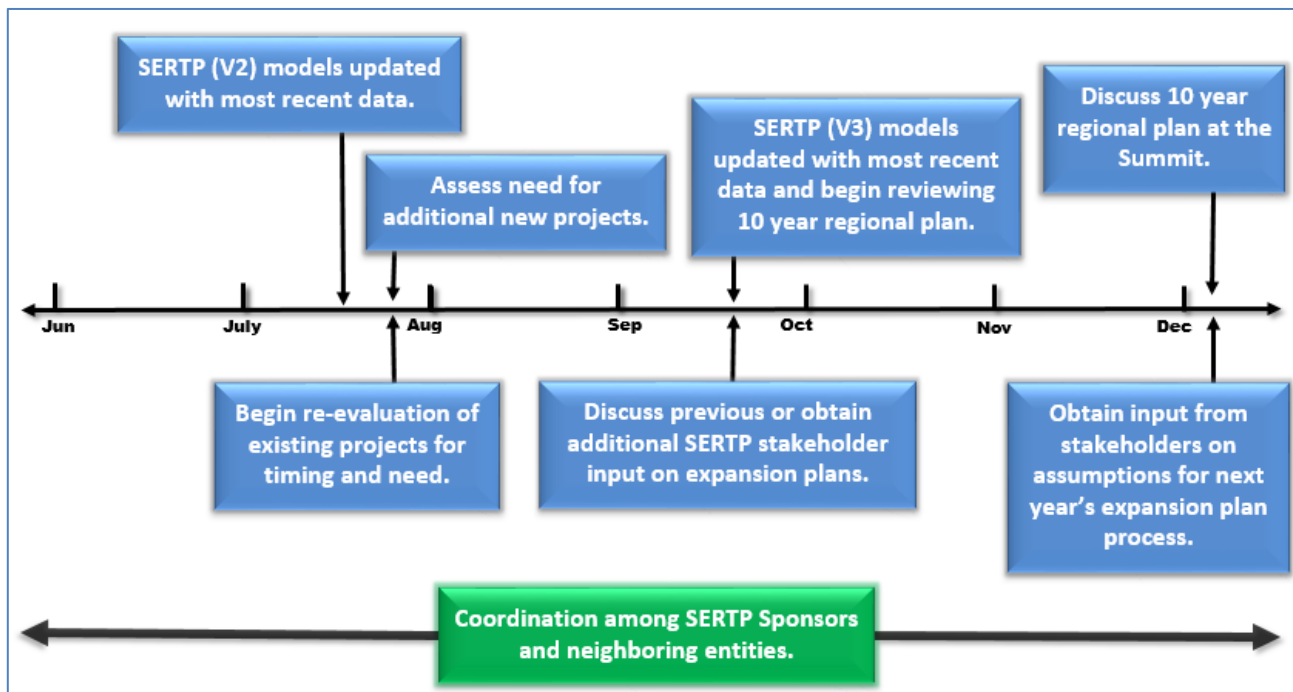 SERTP (V2) models updated
with most recent data.
Assess need for
additional new projects.
SERTP (V3) models
updated with most recent
data and begin reviewing
10 year regional plan.
Discuss 10 year
regional plan at the
Summit.
Jun
July
Aug
Sep
Oct
Nov
Dec
Begin re-evaluation of
existing projects for
timing and need.
Discuss previous or obtain
additional SERTP stakeholder
input on expansion plans.
Obtain input from
stakeholders on
assumptions for next
year’s expansion plan
process.
Coordination among SERTP Sponsors
and neighboring entities.